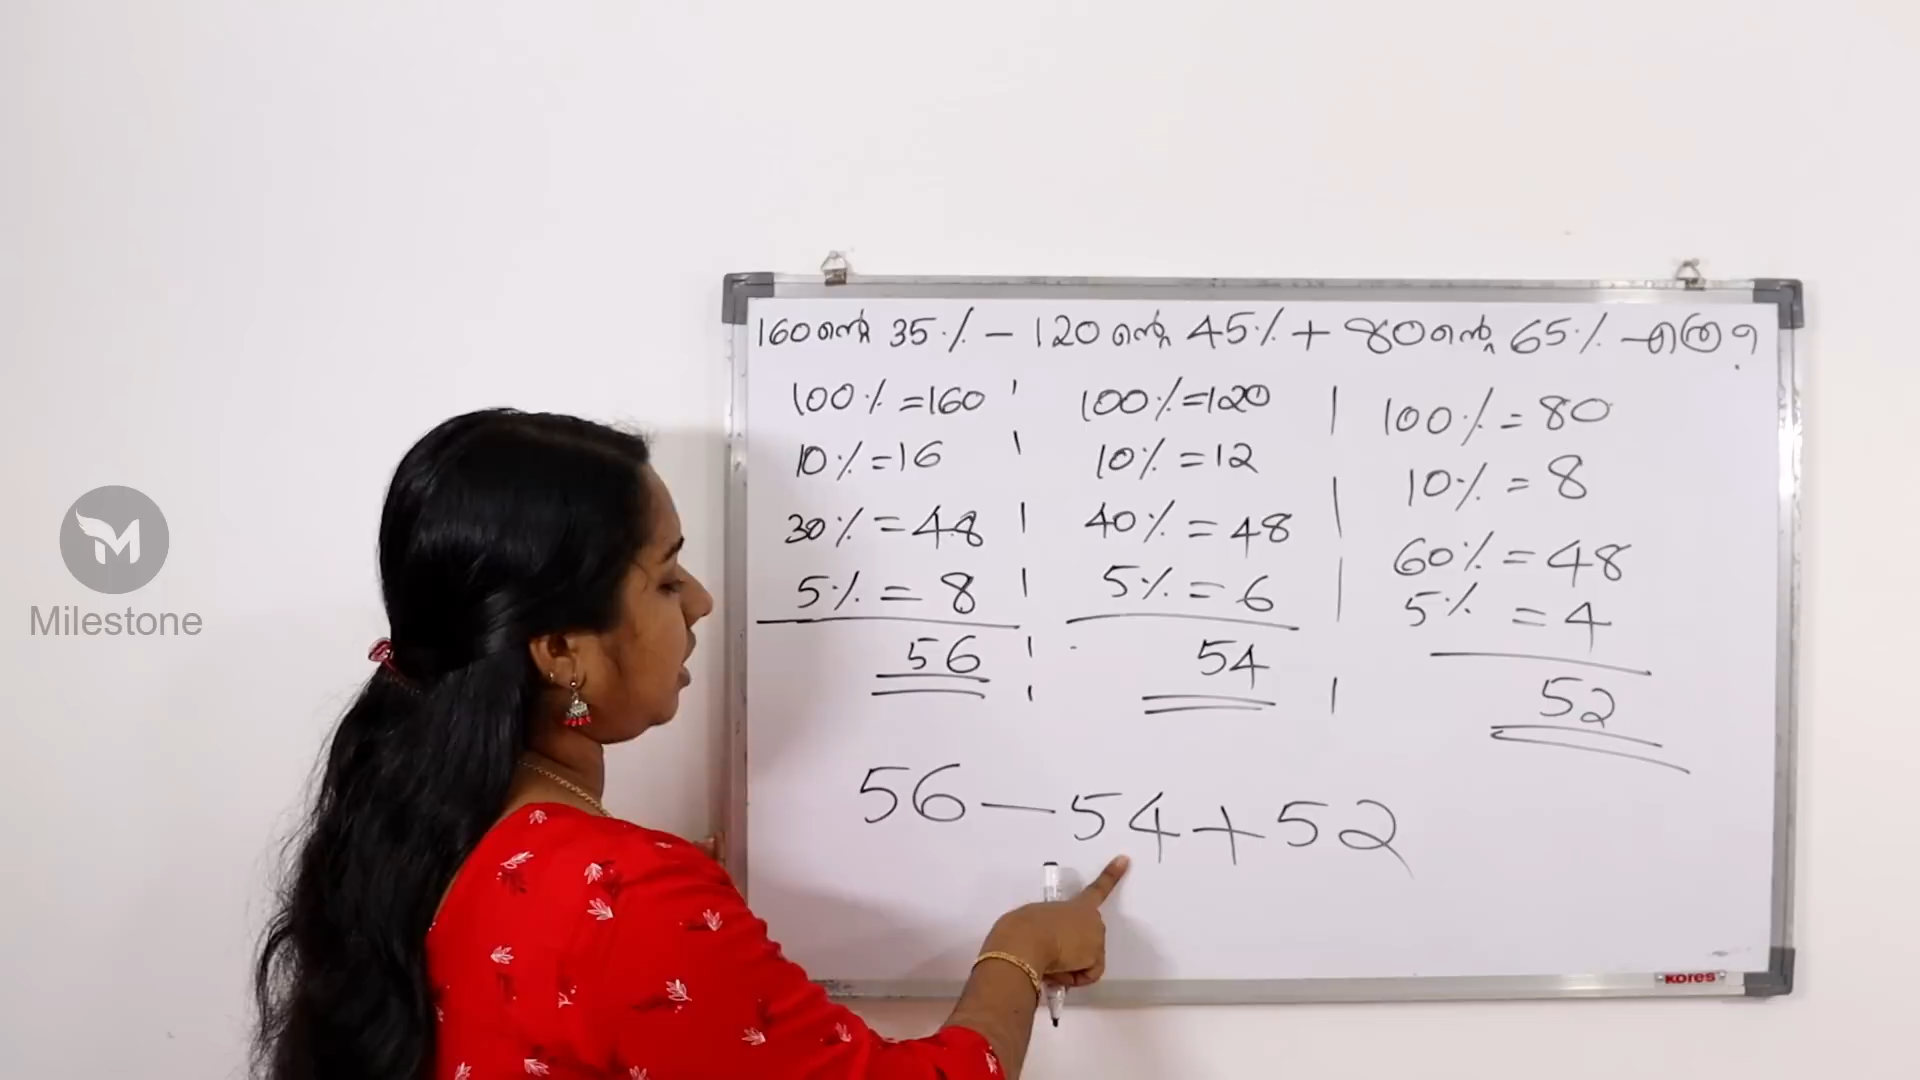 160ന്റെ 35% - 120ന്റെ 45% + 80ന്റെ 65% - എത്ര ?
100% = 160
10% = 16
30% = 48
5% = 8
56
100% = 120
10% = 12
40% = 48
5% = 6
54
100% = 80
10% = 8
60% = 48
5% = 4
52
56 - 54 + 52
kores
M
Milestone